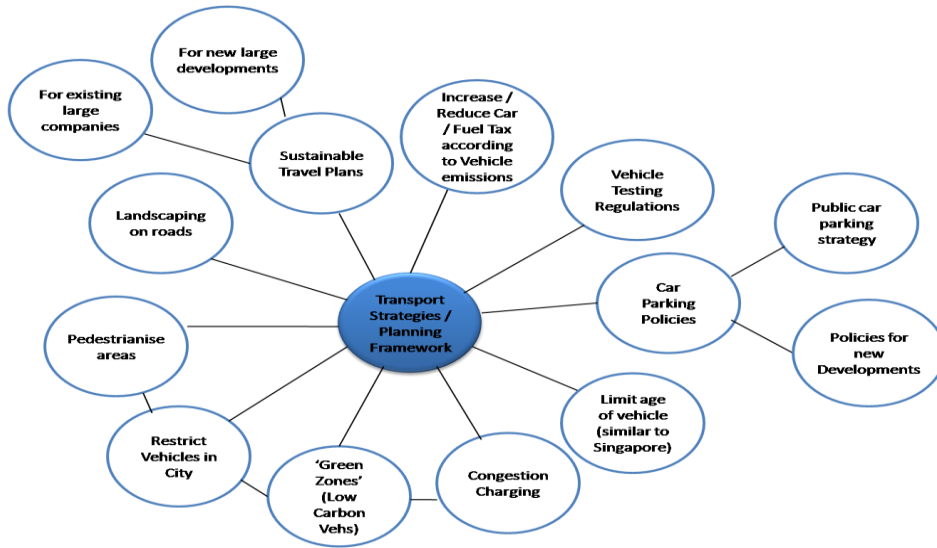 For new large
developments
For existing
large
companies
Sustainable
Travel Plans
Increase /
Reduce Car
/ Fuel Tax
according
to Vehicle
emissions
Vehicle
Testing
Regulations
Public car
parking
strategy
Landscaping
on roads
Transport
Strategies /
Planning
Framework
Car
Parking
Policies
Pedestrianise
areas
Policies for
new
Developments
Limit age
of vehicle
(similar to
Singapore)
Restrict
Vehicles in
City
‘Green
Zones’
(Low
Carbon
Vehs)
Congestion
Charging